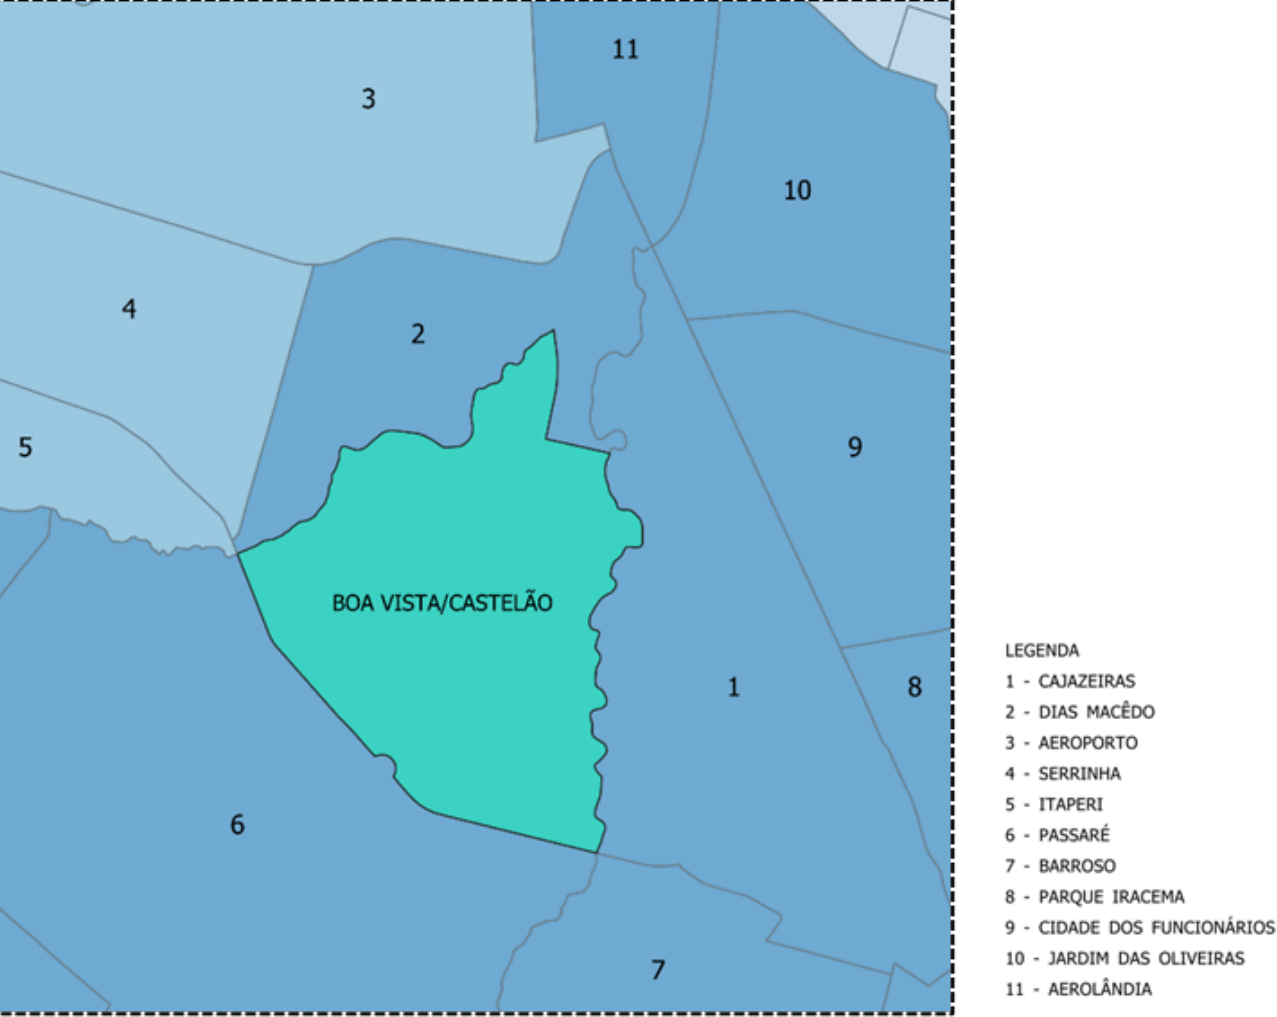 11
3
10
4
2
5
9
BOA VISTA/CASTELÃO
1
8
6
7
LEGENDA
1 - CAJAZEIRAS
2 - DIAS MACÊDO
3 - AEROPORTO
4 - SERRINHA
5 - ITAPERI
6 - PASSARÉ
7 - BARROSO
8 - PARQUE IRACEMA
9 - CIDADE DOS FUNCIONÁRIOS
10 - JARDIM DAS OLIVEIRAS
11 - AEROLÂNDIA